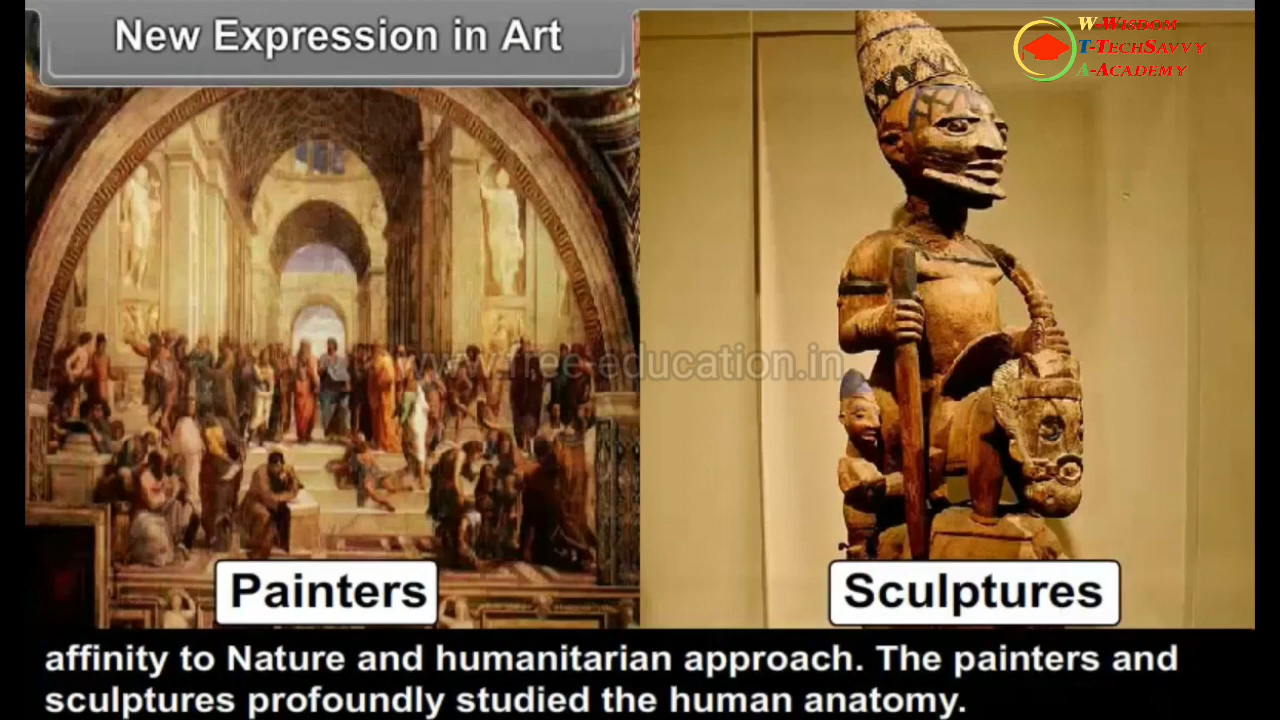 New Expression in Art
W-WISDOM
T-TECHSAVVY
A-ACADEMY
www.free-education.in
Painters
Sculptures
affinity to Nature and humanitarian approach. The painters and
sculptures profoundly studied the human anatomy.